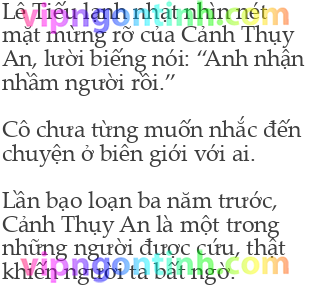 Lê Tiếu lạnh nhạt nhìn nét
mặt mừng rỡ của Cảnh Thụy
An, lười biếng nói: “Anh nhận
nhầm người rồi.”
Cô chưa từng muốn nhắc đến
chuyện ở biên giới với ai.
Lần bạo loạn ba năm trước,
Cảnh Thụy An là một trong
những người được cứu, thật
khiến người ta bất ngờ.
vipngontinh.com
vipngontinh.com